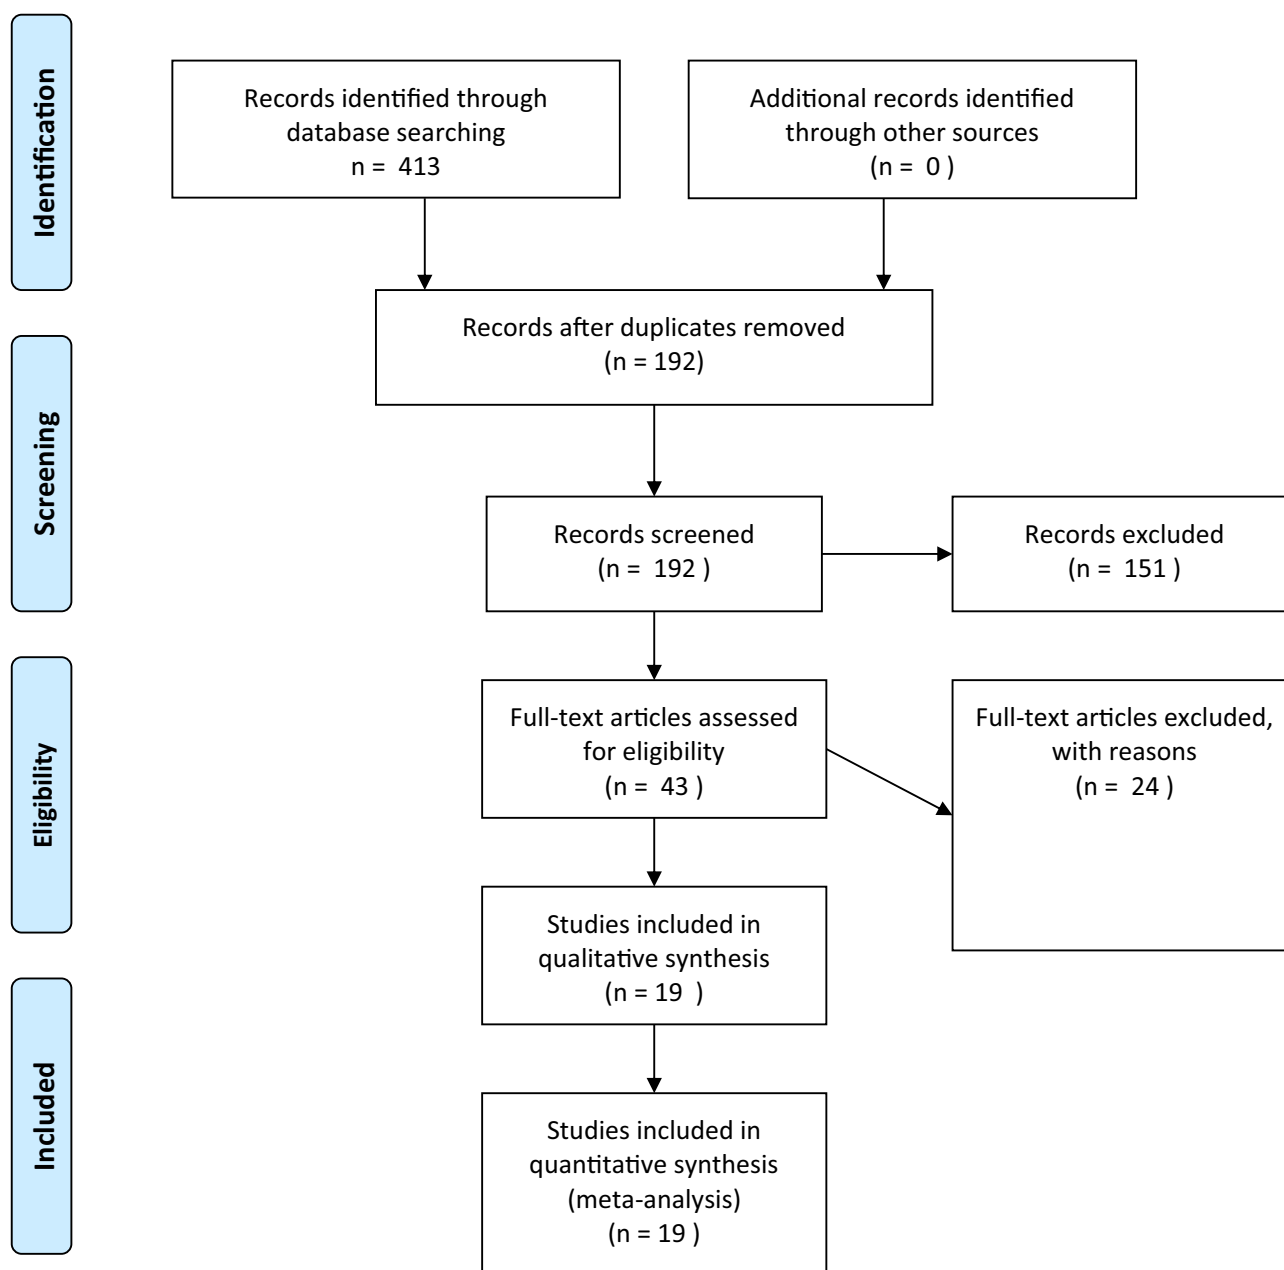 Identification
Records identified through
database searching
n = 413
Additional records identified
through other sources
(n = 0 )
Records after duplicates removed
(n = 192)
Screening
Records screened
(n = 192 )
Records excluded
(n = 151 )
Eligibility
Full-text articles assessed
for eligibility
(n = 43 )
Full-text articles excluded,
with reasons
(n = 24 )
Studies included in
qualitative synthesis
(n = 19 )
Included
Studies included in
quantitative synthesis
(meta-analysis)
(n = 19 )